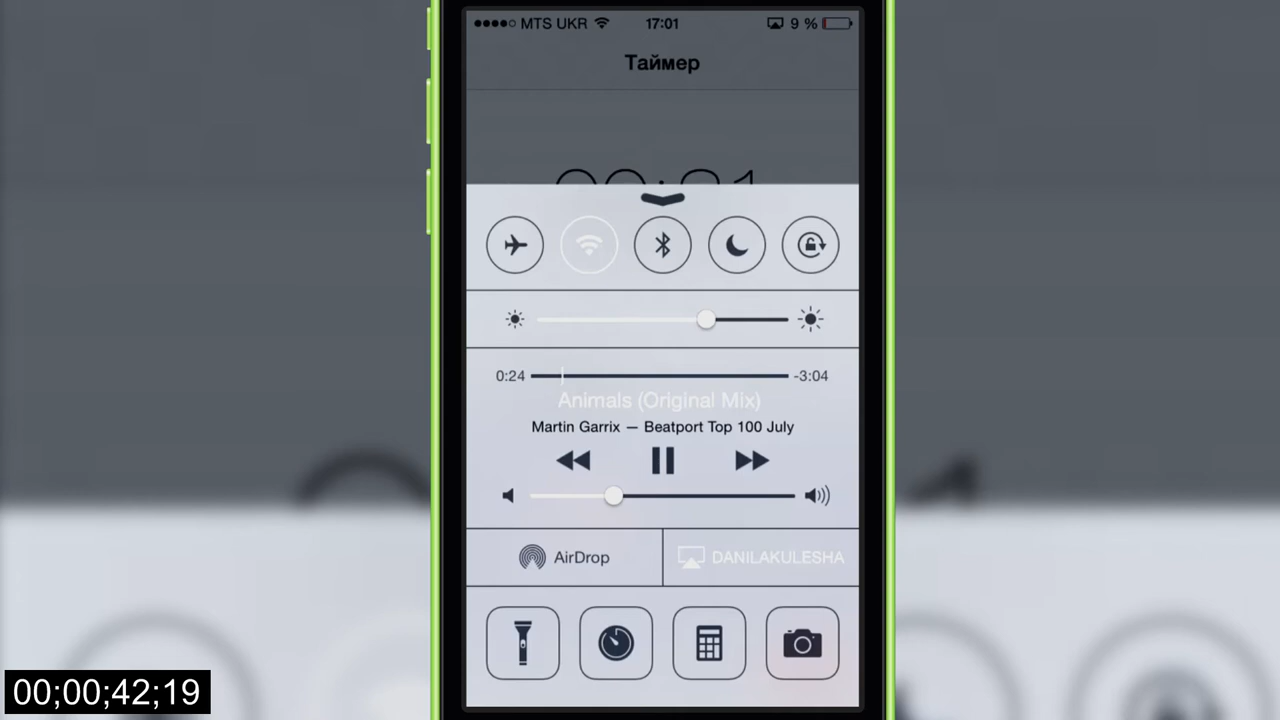 MTS UKR 17:01 9 %
Таймер
0:24 -3:04
Animals (Original Mix)
Martin Garrix — Beatport Top 100 July
AirDrop DANILAKULESHA
00;00;42;19